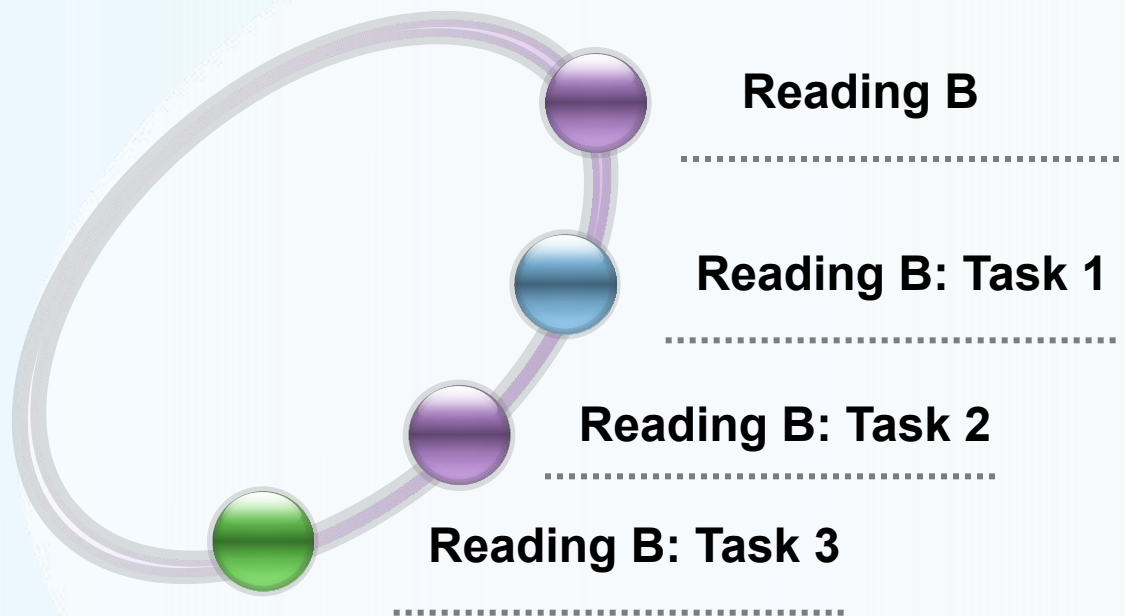 Reading B
Reading B: Task 1
Reading B: Task 2
Reading B: Task 3